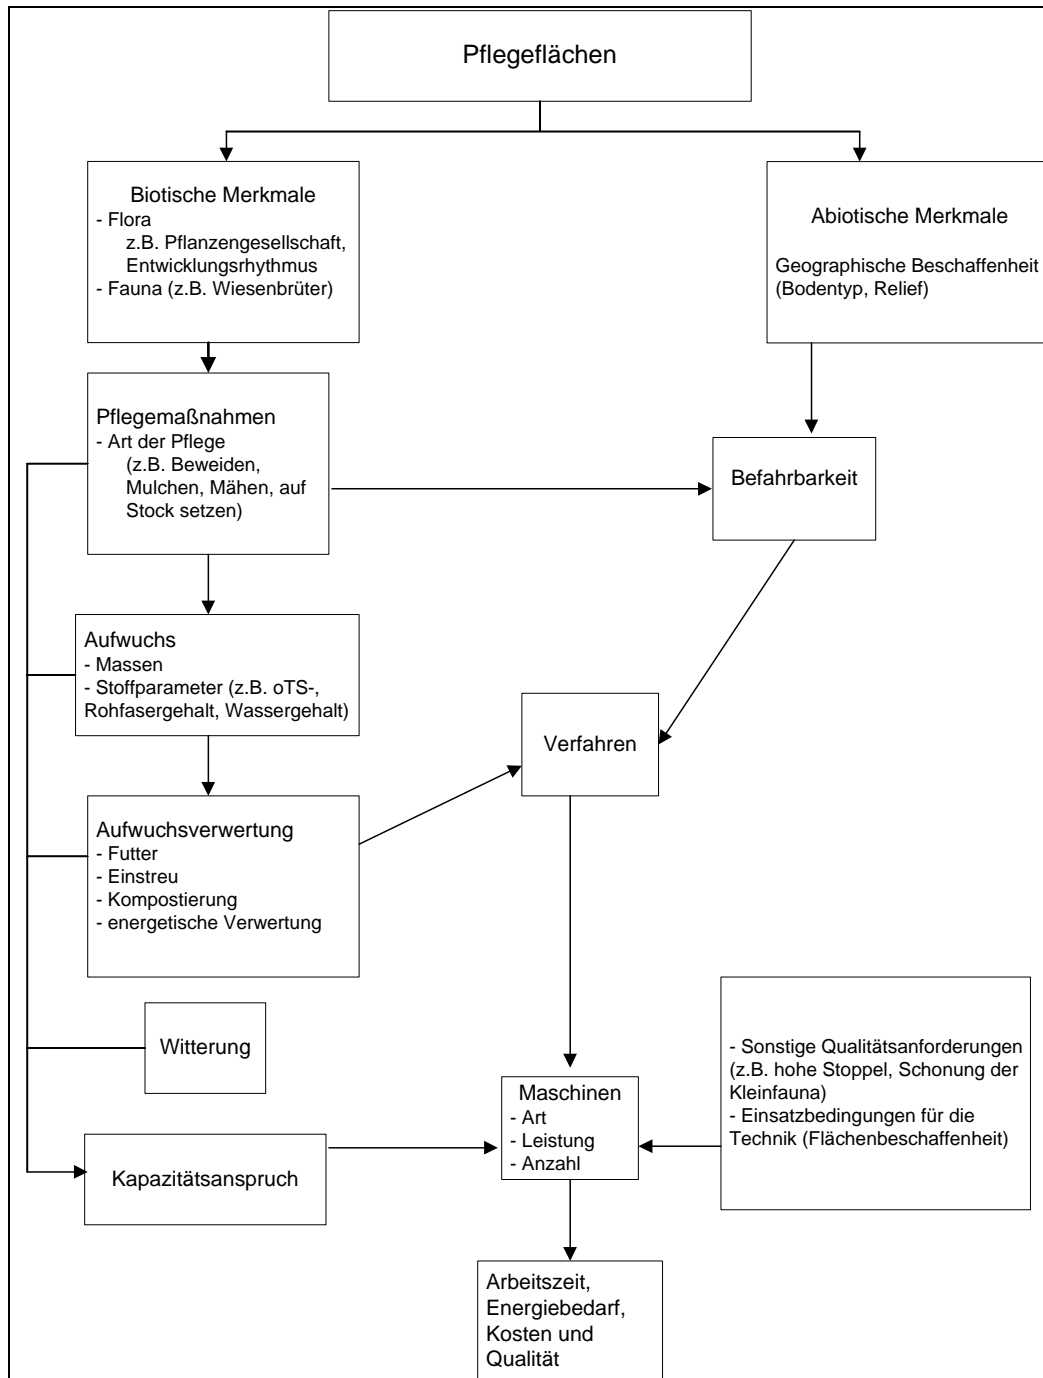 Pflegeflächen
Biotische Merkmale
- Flora
z.B. Pflanzengesellschaft,
Entwicklungsrhythmus
- Fauna (z.B. Wiesenbrüter)
Abiotische Merkmale
Geographische Beschaffenheit
(Bodentyp, Relief)
Pflegemaßnahmen
- Art der Pflege
(z.B. Beweiden,
Mulchen, Mähen, auf
Stock setzen)
Befahrbarkeit
Aufwuchs
- Massen
- Stoffparameter (z.B. oTS-,
Rohfasergehalt, Wassergehalt)
Verfahren
Aufwuchsverwertung
- Futter
- Einstreu
- Kompostierung
- energetische Verwertung
Witterung
- Sonstige Qualitätsanforderungen
(z.B. hohe Stoppel, Schonung der
Kleinfauna)
- Einsatzbedingungen für die
Technik (Flächenbeschaffenheit)
Maschinen
- Art
- Leistung
- Anzahl
Kapazitätsanspruch
Arbeitszeit,
Energiebedarf,
Kosten und
Qualität